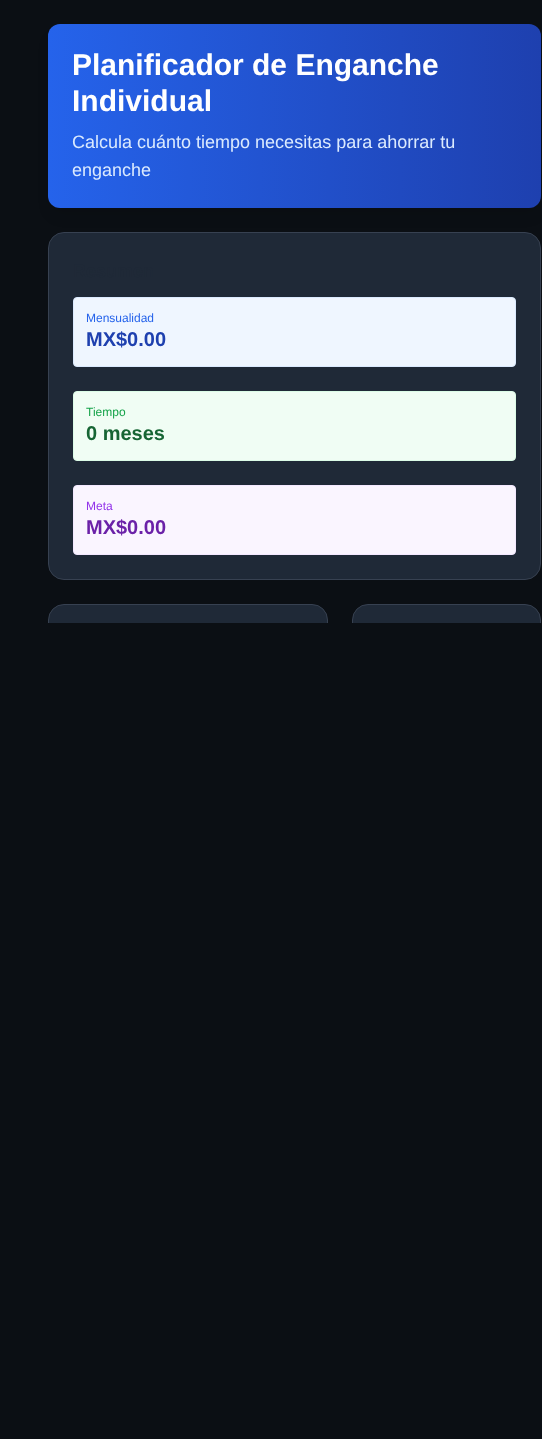 Planificador de Enganche
Individual
Calcula cuánto tiempo necesitas para ahorrar tu
enganche
Mensualidad
MX$0.00
Tiempo
0 meses
Meta
MX$0.00